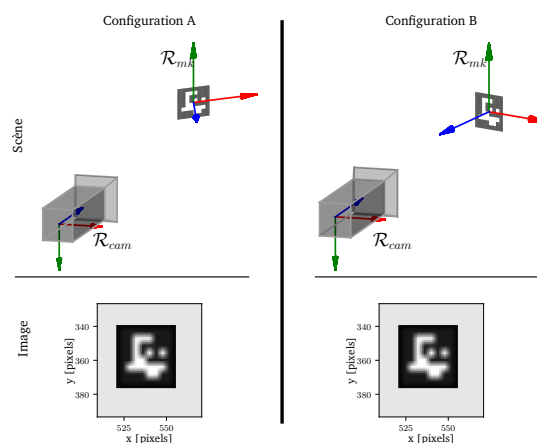 Configuration A
Configuration B
Scène
R_mk
R_mk
R_cam
R_cam
Image
y [pixels]
340
360
380
525
550
x [pixels]
y [pixels]
340
360
380
525
550
x [pixels]